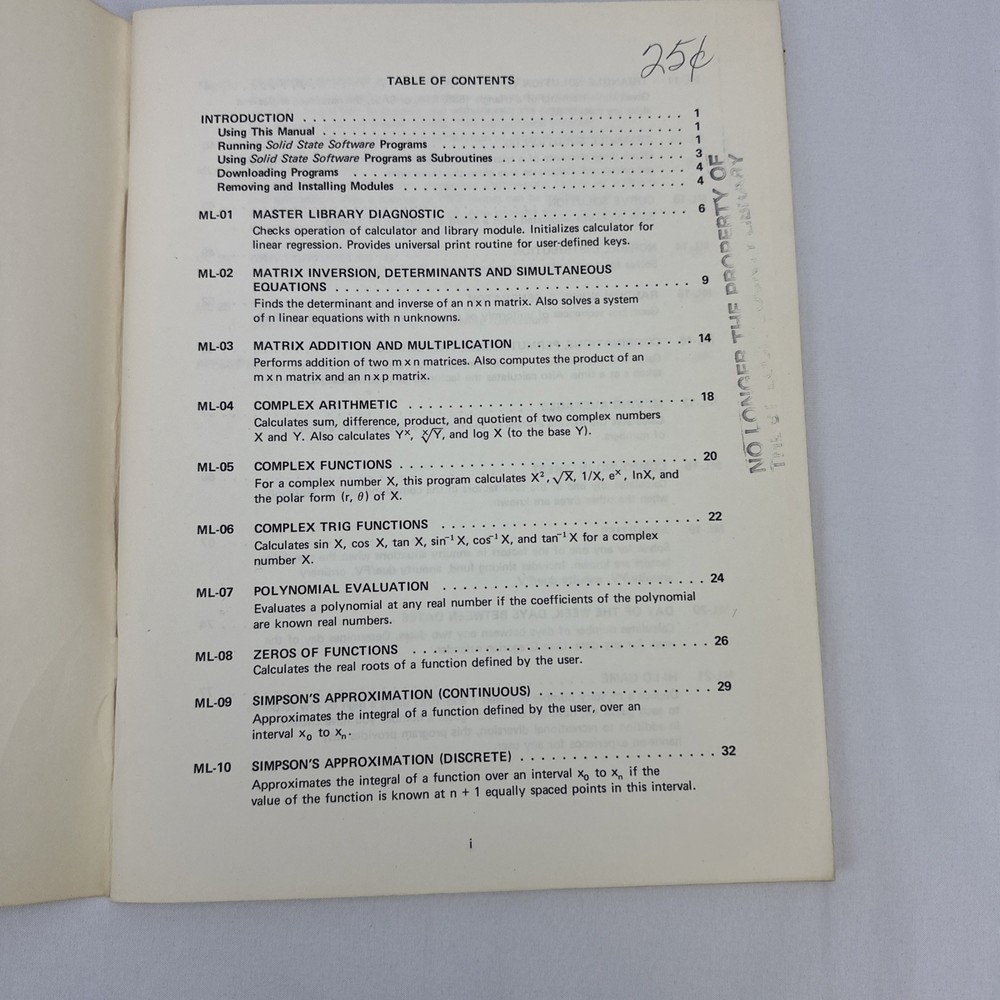 25¢
TABLE OF CONTENTS
INTRODUCTION . . . . . . . . . . . . . . . . . . . . . . . . . . . . . . . . . . . . . . . 1
Using This Manual . . . . . . . . . . . . . . . . . . . . . . . . . . . . . . . . . . . . . 1
Running Solid State Software Programs . . . . . . . . . . . . . . . . . . . . . . . . . 1
Using Solid State Software Programs as Subroutines . . . . . . . . . . . . . . . . . . . 3
Downloading Programs . . . . . . . . . . . . . . . . . . . . . . . . . . . . . . . . . . 4
Removing and Installing Modules . . . . . . . . . . . . . . . . . . . . . . . . . . . . . 4
ML-01 MASTER LIBRARY DIAGNOSTIC . . . . . . . . . . . . . . . . . . . . . . . . 6
Checks operation of calculator and library module. Initializes calculator for
linear regression. Provides universal print routine for user-defined keys.
ML-02 MATRIX INVERSION, DETERMINANTS AND SIMULTANEOUS
EQUATIONS . . . . . . . . . . . . . . . . . . . . . . . . . . . . . . . . . . . . 9
Finds the determinant and inverse of an n x n matrix. Also solves a system
of n linear equations with n unknowns.
ML-03 MATRIX ADDITION AND MULTIPLICATION . . . . . . . . . . . . . . . . . 14
Performs addition of two m x n matrices. Also computes the product of an
m x n matrix and an n x p matrix.
ML-04 COMPLEX ARITHMETIC . . . . . . . . . . . . . . . . . . . . . . . . . . . . . 18
Calculates sum, difference, product, and quotient of two complex numbers
X and Y. Also calculates Yˣ, ˣ√Y, and log X (to the base Y).
ML-05 COMPLEX FUNCTIONS . . . . . . . . . . . . . . . . . . . . . . . . . . . . . . 20
For a complex number X, this program calculates X², √X, 1/X, eˣ, lnX, and
the polar form (r, θ) of X.
ML-06 COMPLEX TRIG FUNCTIONS . . . . . . . . . . . . . . . . . . . . . . . . . . 22
Calculates sin X, cos X, tan X, sin⁻¹ X, cos⁻¹ X, and tan⁻¹ X for a complex
number X.
ML-07 POLYNOMIAL EVALUATION . . . . . . . . . . . . . . . . . . . . . . . . . . . 24
Evaluates a polynomial at any real number if the coefficients of the polynomial
are known real numbers.
ML-08 ZEROS OF FUNCTIONS . . . . . . . . . . . . . . . . . . . . . . . . . . . . . . 26
Calculates the real roots of a function defined by the user.
ML-09 SIMPSON'S APPROXIMATION (CONTINUOUS) . . . . . . . . . . . . . . . . . 29
Approximates the integral of a function defined by the user, over an
interval x₀ to xₙ.
ML-10 SIMPSON'S APPROXIMATION (DISCRETE) . . . . . . . . . . . . . . . . . . . . 32
Approximates the integral of a function over an interval x₀ to xₙ if the
value of the function is known at n + 1 equally spaced points in this interval.
i
NO LONGER THE PROPERTY OF
LIBRARY